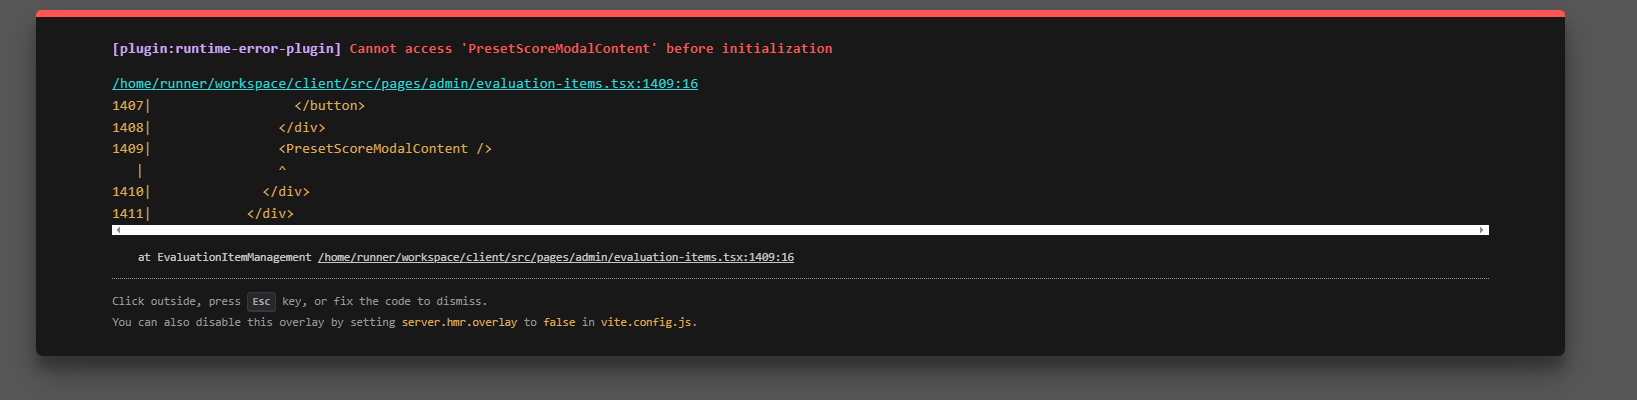 [plugin:runtime-error-plugin] Cannot access 'PresetScoreModalContent' before initialization
/home/runner/workspace/client/src/pages/admin/evaluation-items.tsx:1409:16
1407|                  </button>
1408|                </div>
1409|                <PresetScoreModalContent />
   |                ^
1410|              </div>
1411|            </div>
at EvaluationItemManagement /home/runner/workspace/client/src/pages/admin/evaluation-items.tsx:1409:16
Click outside, press Esc key, or fix the code to dismiss.
You can also disable this overlay by setting server.hmr.overlay to false in vite.config.js.